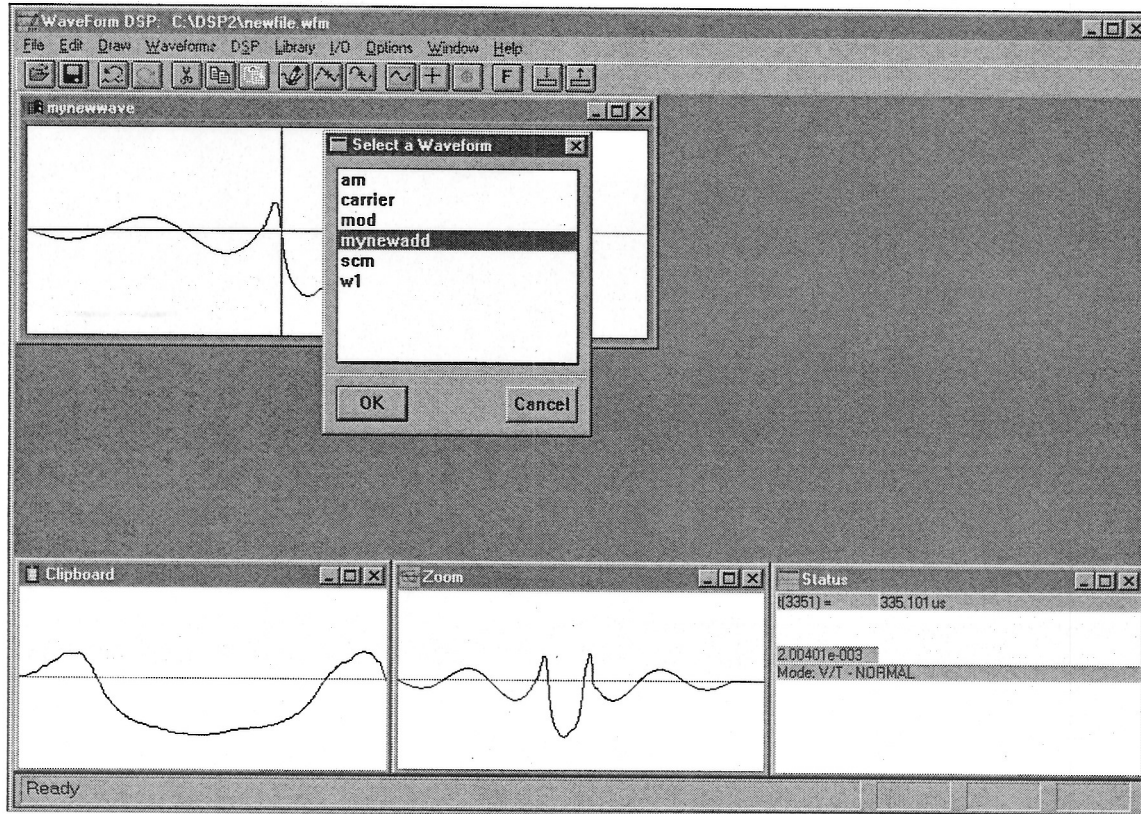 WaveForm DSP: C:\DSP2\newfile.wfm
File Edit Draw Waveforms DSP Library I/O Options Window Help
F
mynewwave
Select a Waveform
am
carrier
mod
mynewadd
scm
w1
OK Cancel
Clipboard
Zoom
Status
t(3351) = 335.101 us
2.00401e-003
Mode: V/T - NORMAL
Ready